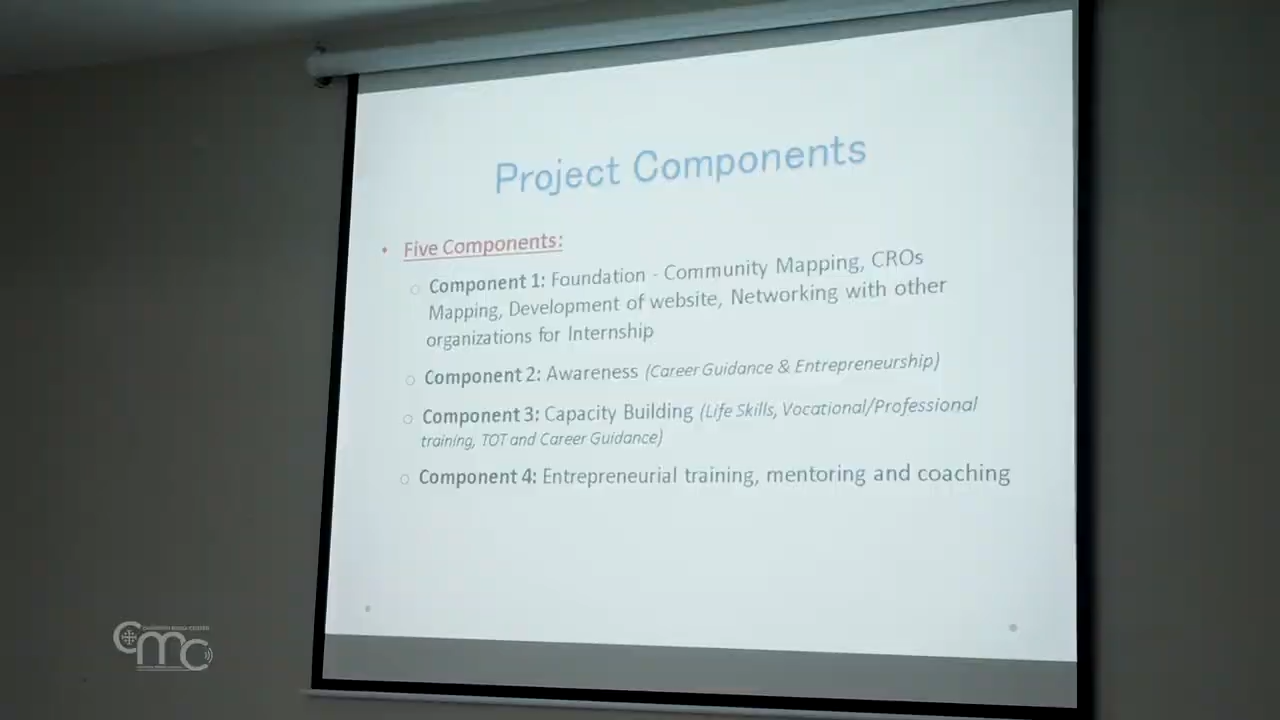 Project Components
• Five Components:
○ Component 1: Foundation - Community Mapping, CROs
Mapping, Development of website, Networking with other
organizations for Internship
○ Component 2: Awareness (Career Guidance & Entrepreneurship)
○ Component 3: Capacity Building (Life Skills, Vocational/Professional
training, TOT and Career Guidance)
○ Component 4: Entrepreneurial training, mentoring and coaching
CMC